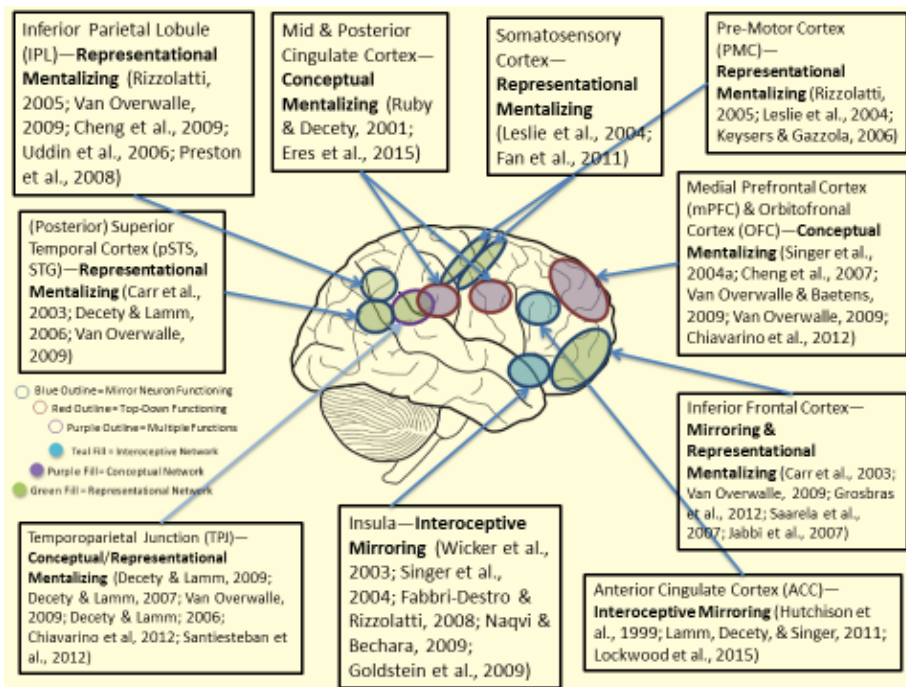 Inferior Parietal Lobule
(IPL)—Representational
Mentalizing (Rizzolatti,
2005; Van Overwalle,
2009; Cheng et al., 2009;
Uddin et al., 2006; Preston
et al., 2008)
Mid & Posterior
Cingulate Cortex—
Conceptual
Mentalizing (Ruby
& Decety, 2001;
Eres et al., 2015)
Somatosensory
Cortex—
Representational
Mentalizing
(Leslie et al., 2004;
Fan et al., 2011)
Pre-Motor Cortex
(PMC)—
Representational
Mentalizing (Rizzolatti,
2005; Leslie et al., 2004;
Keysers & Gazzola, 2006)
(Posterior) Superior
Temporal Cortex (pSTS,
STG)—Representational
Mentalizing (Carr et al.,
2003; Decety & Lamm,
2006; Van Overwalle,
2009)
Medial Prefrontal Cortex
(mPFC) & Orbitofronal
Cortex (OFC)—Conceptual
Mentalizing (Singer et al.,
2004a; Cheng et al., 2007;
Van Overwalle & Baetens,
2009; Van Overwalle, 2009;
Chiavarino et al., 2012)
Blue Outline= Mirror Neuron Functioning
Red Outline= Top-Down Functioning
Purple Outline= Multiple Functions
Teal Fill= Interoceptive Network
Purple Fill= Conceptual Network
Green Fill= Representational Network
Inferior Frontal Cortex—
Mirroring &
Representational
Mentalizing (Carr et al., 2003;
Van Overwalle, 2009; Grosbras
et al., 2012; Saarela et al.,
2007; Jabbi et al., 2007)
Temporoparietal Junction (TPJ)—
Conceptual/Representational
Mentalizing (Decety & Lamm, 2009;
Decety & Lamm, 2007; Van Overwalle,
2009; Decety & Lamm; 2006;
Chiavarino et al, 2012; Santiesteban et
al., 2012)
Insula—Interoceptive
Mirroring (Wicker et al.,
2003; Singer et al.,
2004; Fabbri-Destro &
Rizzolatti, 2008; Naqvi &
Bechara, 2009;
Goldstein et al., 2009)
Anterior Cingulate Cortex (ACC)—
Interoceptive Mirroring (Hutchison et
al., 1999; Lamm, Decety, & Singer, 2011;
Lockwood et al., 2015)